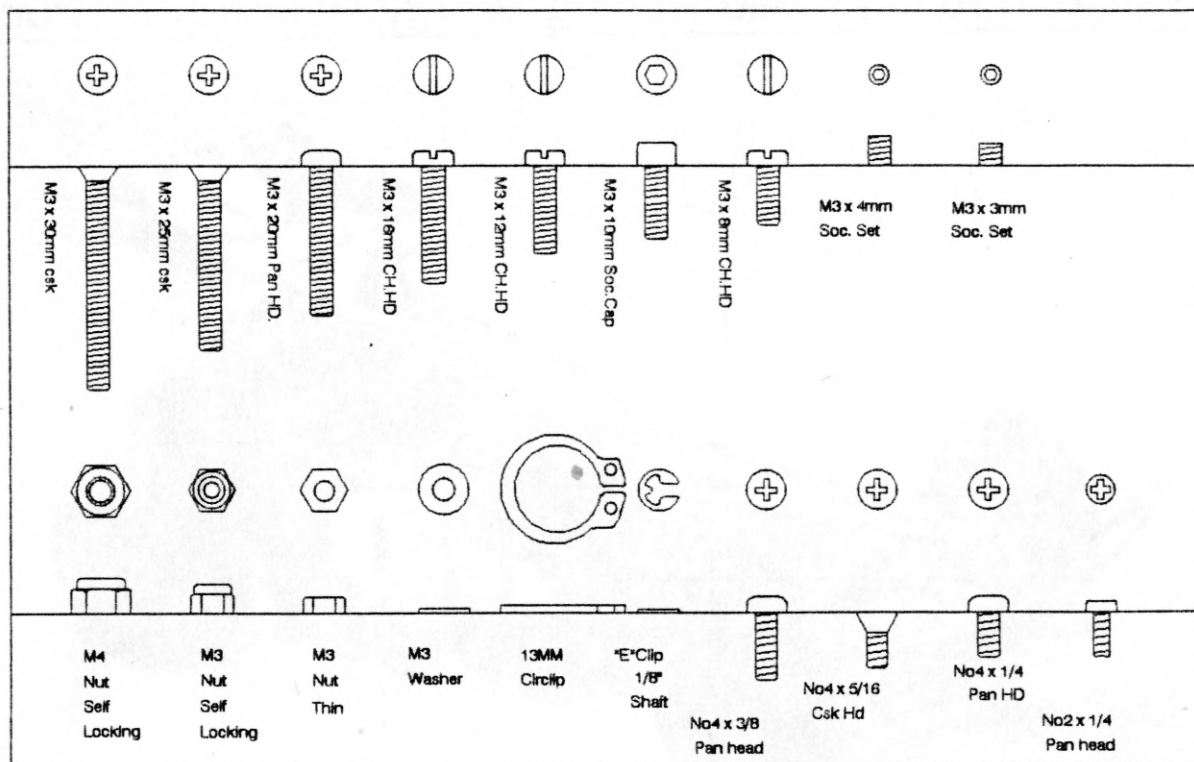 M3 x 30mm csk
M3 x 25mm csk
M3 x 20mm Pan HD.
M3 x 16mm CH.HD
M3 x 12mm CH.HD
M3 x 10mm Soc.Cap
M3 x 8mm CH.HD
M3 x 4mm
Soc. Set
M3 x 3mm
Soc. Set
M4
Nut
Self
Locking
M3
Nut
Self
Locking
M3
Nut
Thin
M3
Washer
13MM
Circlip
"E"Clip
1/8"
Shaft
No4 x 3/8
Pan head
No4 x 5/16
Csk Hd
No4 x 1/4
Pan HD
No2 x 1/4
Pan head